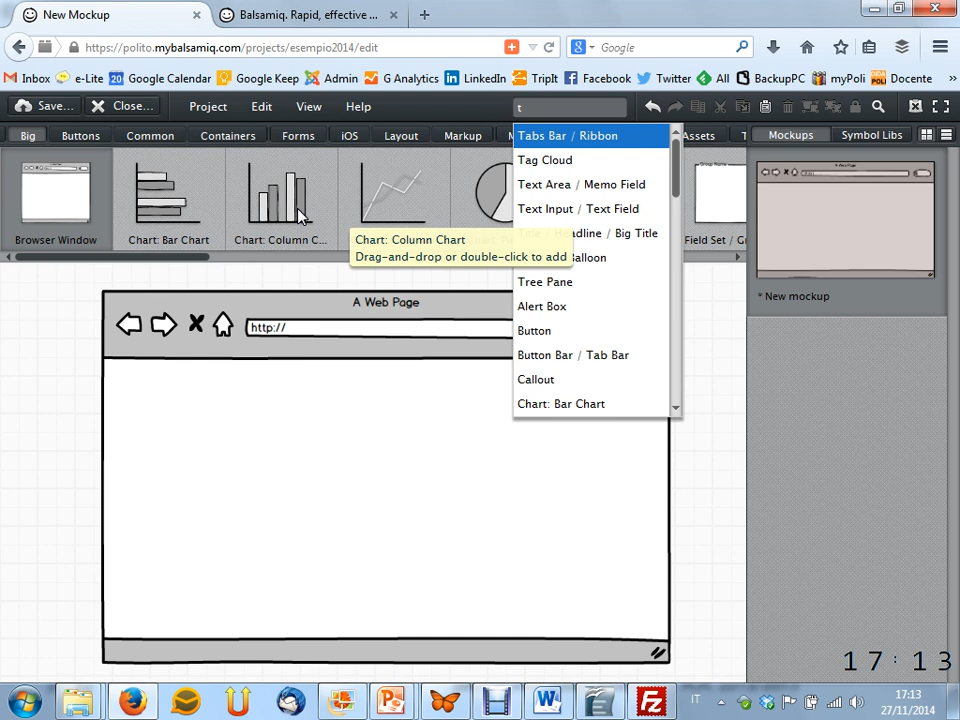 New Mockup
Balsamiq. Rapid, effective ...
https://polito.mybalsamiq.com/projects/esempio2014/edit
Google
Inbox e-Lite Google Calendar Google Keep Admin G Analytics LinkedIn TripIt Facebook Twitter All BackupPC myPoli Docente
Save... Close... Project Edit View Help t
Big Buttons Common Containers Forms iOS Layout Markup Assets Mockups Symbol Libs
Tabs Bar / Ribbon
Tag Cloud
Text Area / Memo Field
Text Input / Text Field
Headline / Big Title
Balloon
Tree Pane
Alert Box
Button
Button Bar / Tab Bar
Callout
Chart: Bar Chart
Browser Window Chart: Bar Chart Chart: Column C... Field Set / Gr
Chart: Column Chart
Drag-and-drop or double-click to add
* New mockup
A Web Page
http://
17:13
IT
17:13
27/11/2014